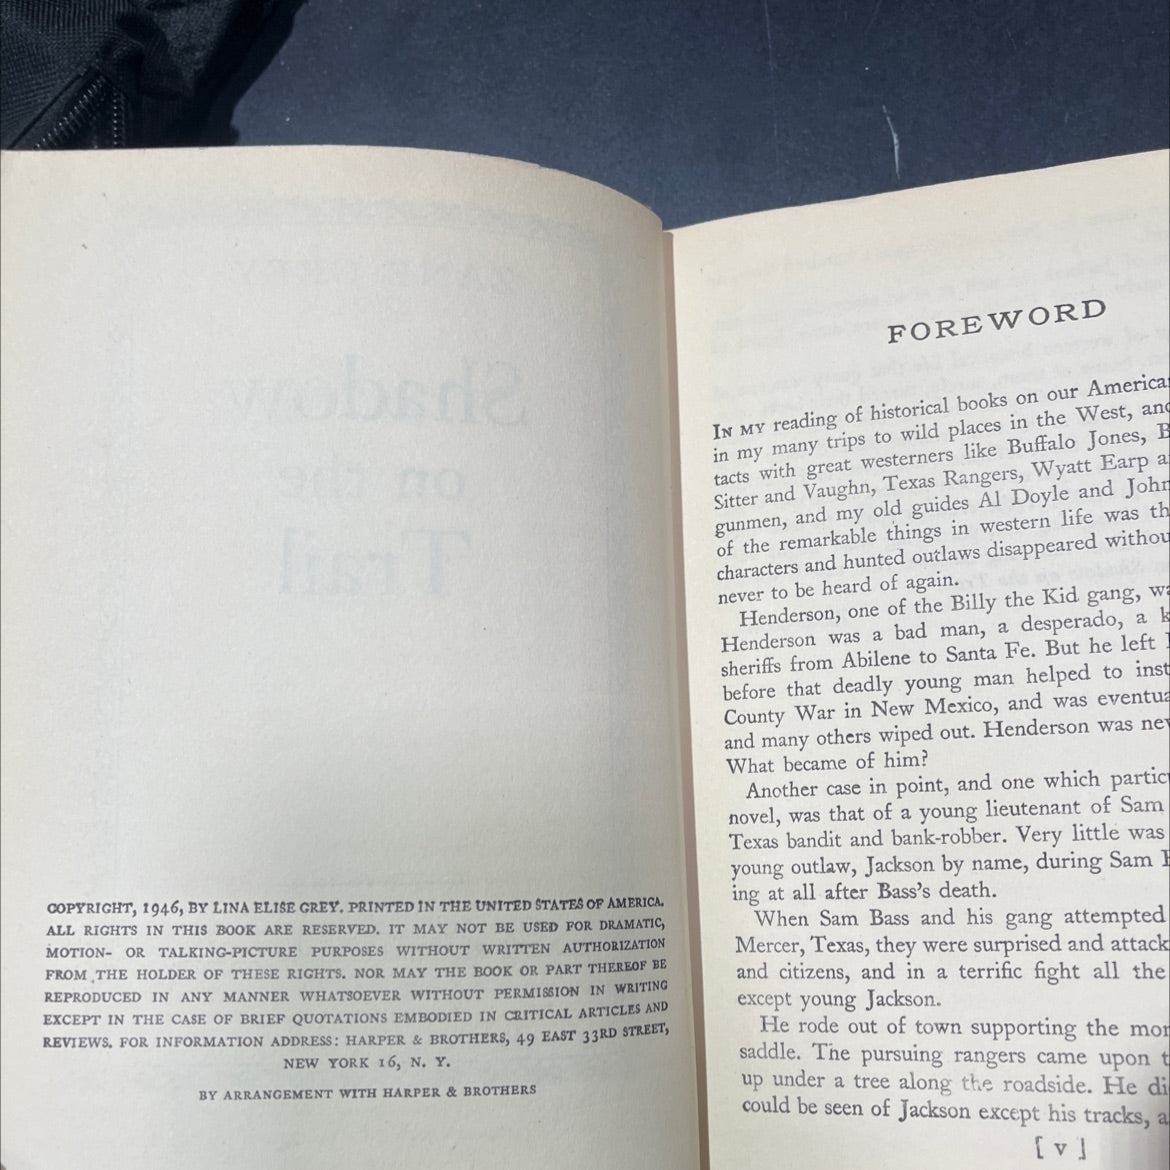 COPYRIGHT, 1946, BY LINA ELISE GREY. PRINTED IN THE UNITED STATES OF AMERICA.
ALL RIGHTS IN THIS BOOK ARE RESERVED. IT MAY NOT BE USED FOR DRAMATIC,
MOTION- OR TALKING-PICTURE PURPOSES WITHOUT WRITTEN AUTHORIZATION
FROM THE HOLDER OF THESE RIGHTS. NOR MAY THE BOOK OR PART THEREOF BE
REPRODUCED IN ANY MANNER WHATSOEVER WITHOUT PERMISSION IN WRITING
EXCEPT IN THE CASE OF BRIEF QUOTATIONS EMBODIED IN CRITICAL ARTICLES AND
REVIEWS. FOR INFORMATION ADDRESS: HARPER & BROTHERS, 49 EAST 33RD STREET,
NEW YORK 16, N. Y.
BY ARRANGEMENT WITH HARPER & BROTHERS
FOREWORD
IN MY reading of historical books on our American
in my many trips to wild places in the West, and
tacts with great westerners like Buffalo Jones,
Sitter and Vaughn, Texas Rangers, Wyatt Earp
gunmen, and my old guides Al Doyle and John
of the remarkable things in western life was
characters and hunted outlaws disappeared
never to be heard of again.
Henderson, one of the Billy the Kid gang,
Henderson was a bad man, a desperado, a
sheriffs from Abilene to Santa Fe. But he left
before that deadly young man helped to
County War in New Mexico, and was
and many others wiped out. Henderson was
What became of him?
Another case in point, and one which
novel, was that of a young lieutenant of Sam
Texas bandit and bank-robber. Very little was
young outlaw, Jackson by name, during Sam
ing at all after Bass's death.
When Sam Bass and his gang attempted
Mercer, Texas, they were surprised and
and citizens, and in a terrific fight all the
except young Jackson.
He rode out of town supporting the
saddle. The pursuing rangers came upon
up under a tree along the roadside. He
could be seen of Jackson except his tracks,
[ v ]